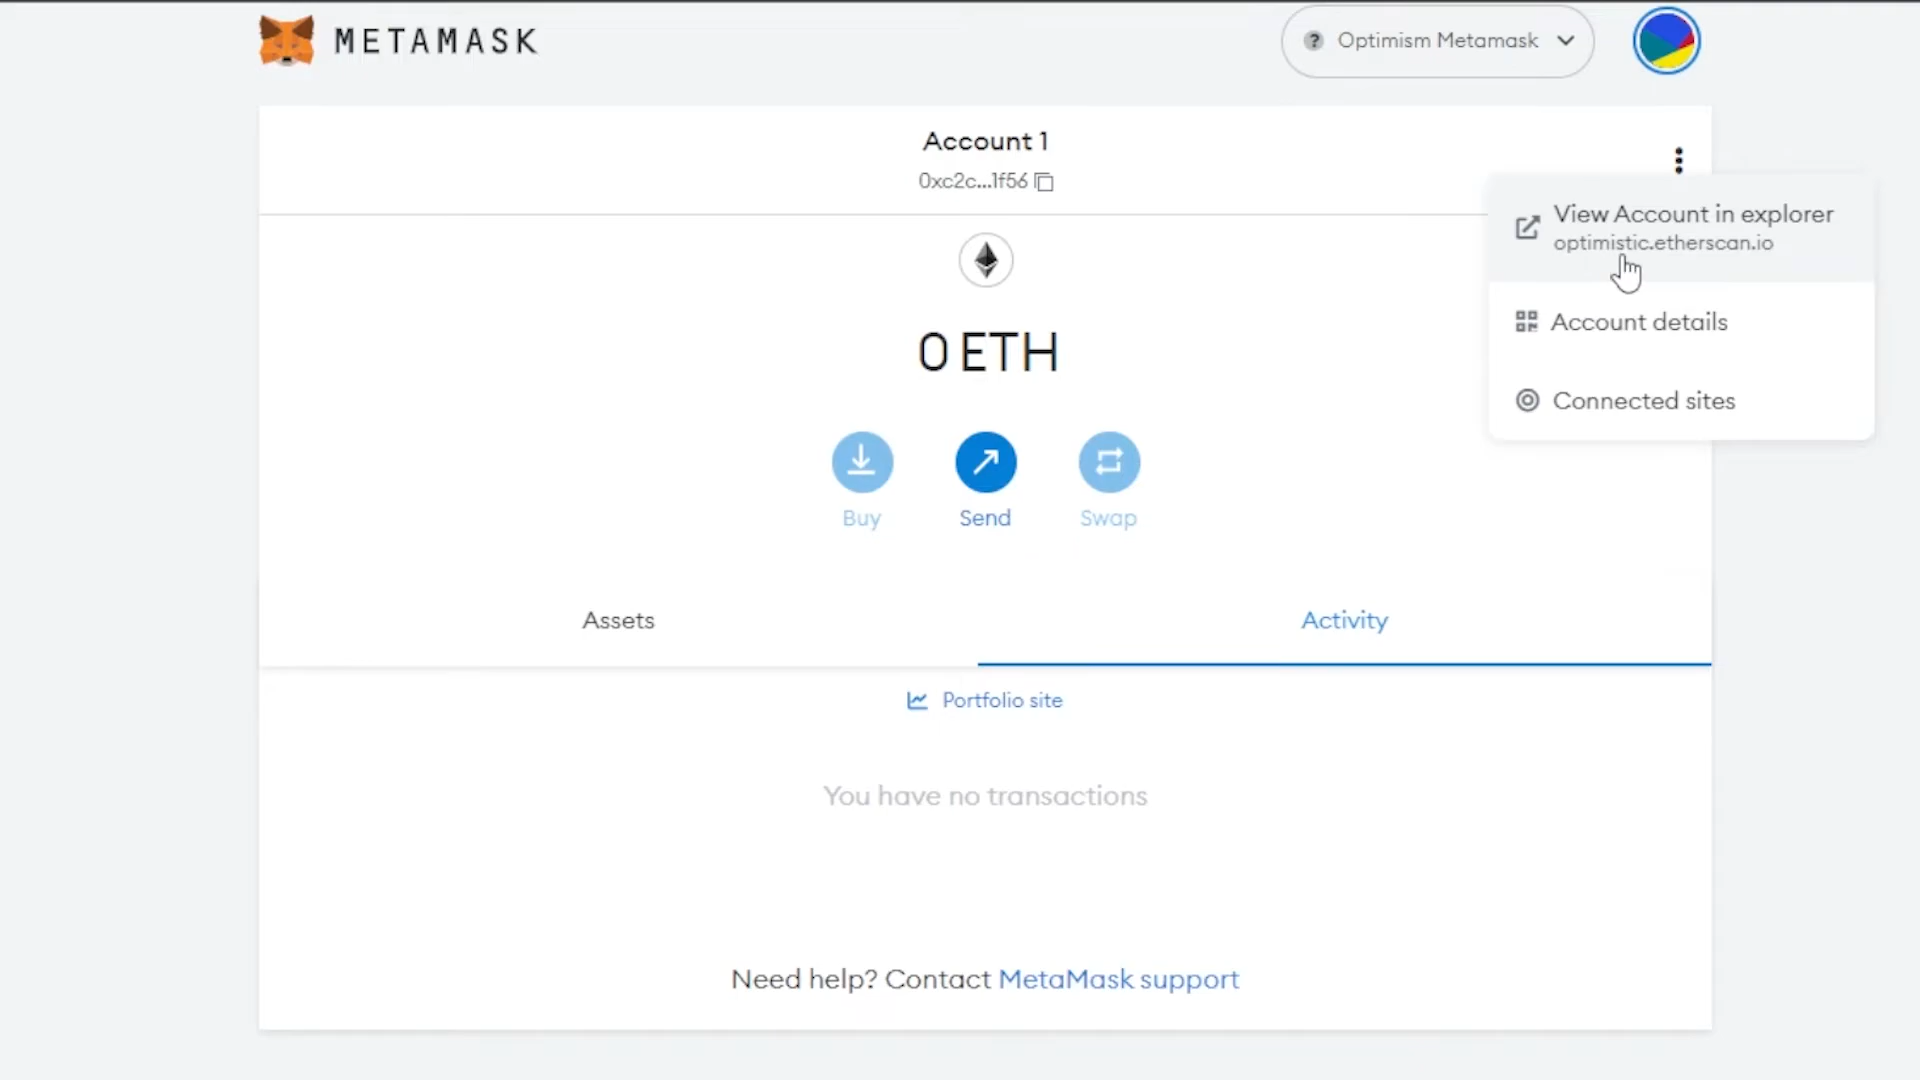 METAMASK
? Optimism Metamask
Account 1
0xc2c...1f56
View Account in explorer
optimistic.etherscan.io
Account details
Connected sites
0 ETH
Buy
Send
Swap
Assets
Activity
Portfolio site
You have no transactions
Need help? Contact MetaMask support